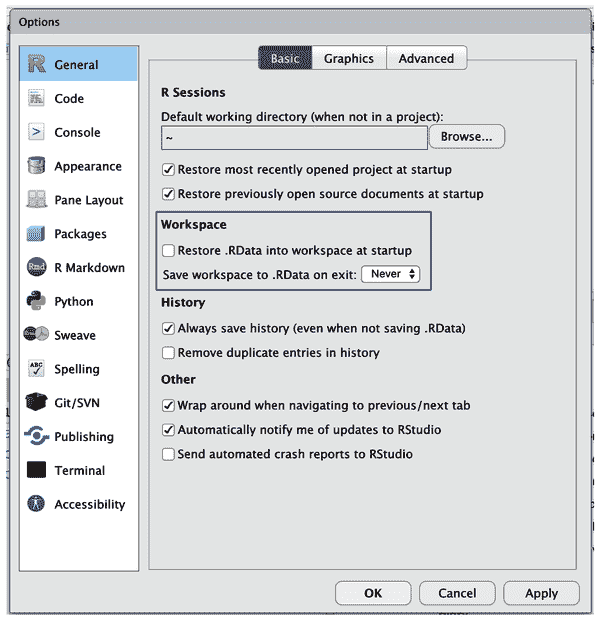 Options
General
Code
Console
Appearance
Pane Layout
Packages
R Markdown
Python
Sweave
Spelling
Git/SVN
Publishing
Terminal
Accessibility
Basic Graphics Advanced
R Sessions
Default working directory (when not in a project):
~ Browse...
Restore most recently opened project at startup
Restore previously open source documents at startup
Workspace
Restore .RData into workspace at startup
Save workspace to .RData on exit: Never
History
Always save history (even when not saving .RData)
Remove duplicate entries in history
Other
Wrap around when navigating to previous/next tab
Automatically notify me of updates to RStudio
Send automated crash reports to RStudio
OK Cancel Apply